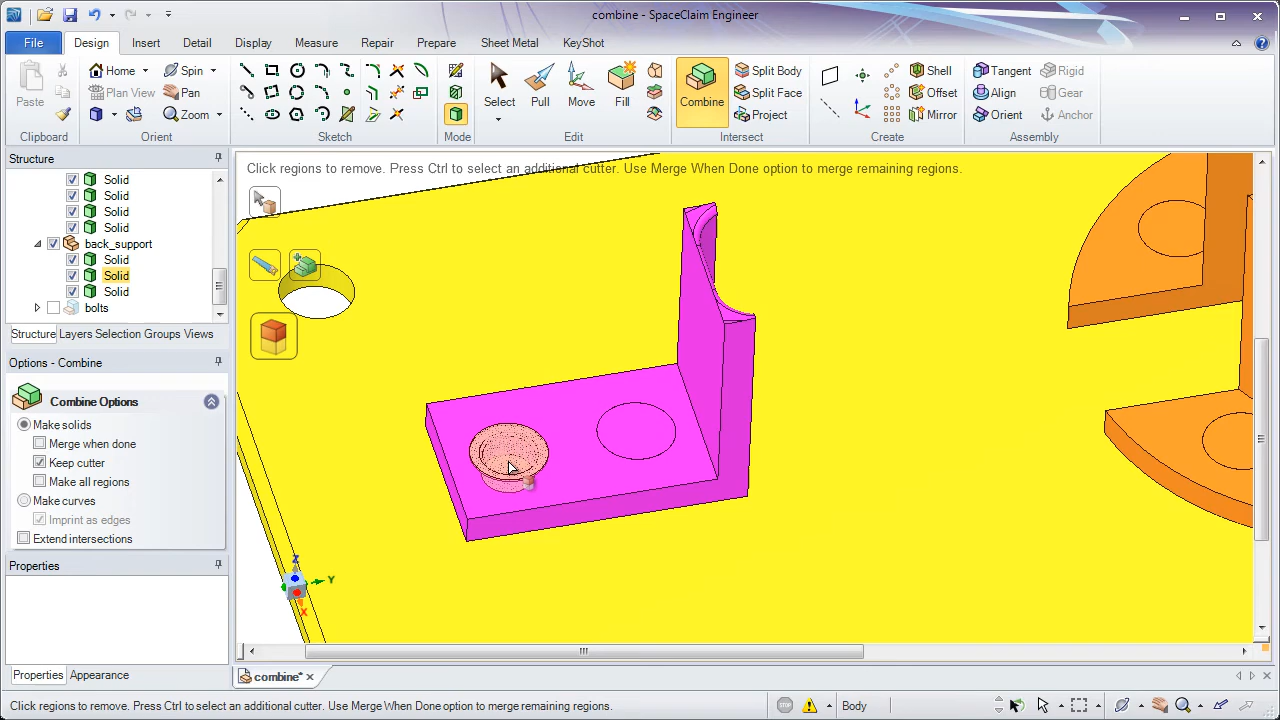 combine - SpaceClaim Engineer
File Design Insert Detail Display Measure Repair Prepare Sheet Metal KeyShot
Home Spin Split Body Shell Tangent Rigid
Plan View Pan Split Face Offset Align Gear
Paste Select Pull Move Fill Combine
Zoom Project Mirror Orient Anchor
Clipboard Orient Sketch Mode Edit Intersect Create Assembly
Structure
Solid
Solid
Solid
Solid
back_support
Solid
Solid
Solid
bolts
Structure Layers Selection Groups Views
Options - Combine
Combine Options
Make solids
Merge when done
Keep cutter
Make all regions
Make curves
Imprint as edges
Extend intersections
Properties
Properties Appearance
Click regions to remove. Press Ctrl to select an additional cutter. Use Merge When Done option to merge remaining regions.
Z
Y
X
combine*
Click regions to remove. Press Ctrl to select an additional cutter. Use Merge When Done option to merge remaining regions.
Body